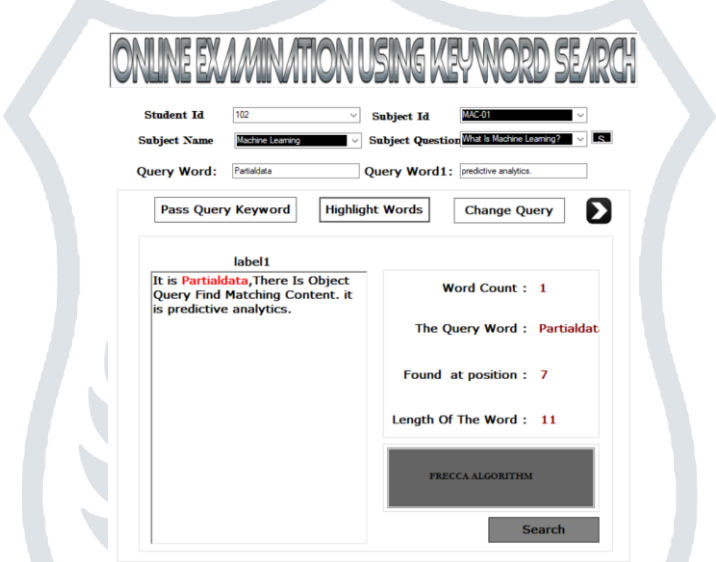 ONLINE EXAMINATION USING KEYWORD SEARCH
Student Id 102 Subject Id MAC-01
Subject Name Machine Learning Subject Question What Is Machine Learning? S
Query Word: Partialdata Query Word1: predictive analytics.
Pass Query Keyword Highlight Words Change Query
label1
It is Partialdata,There Is Object
Query Find Matching Content. it
is predictive analytics.
Word Count : 1
The Query Word : Partialdat
Found at position : 7
Length Of The Word : 11
FRECCA ALGORITHM
Search